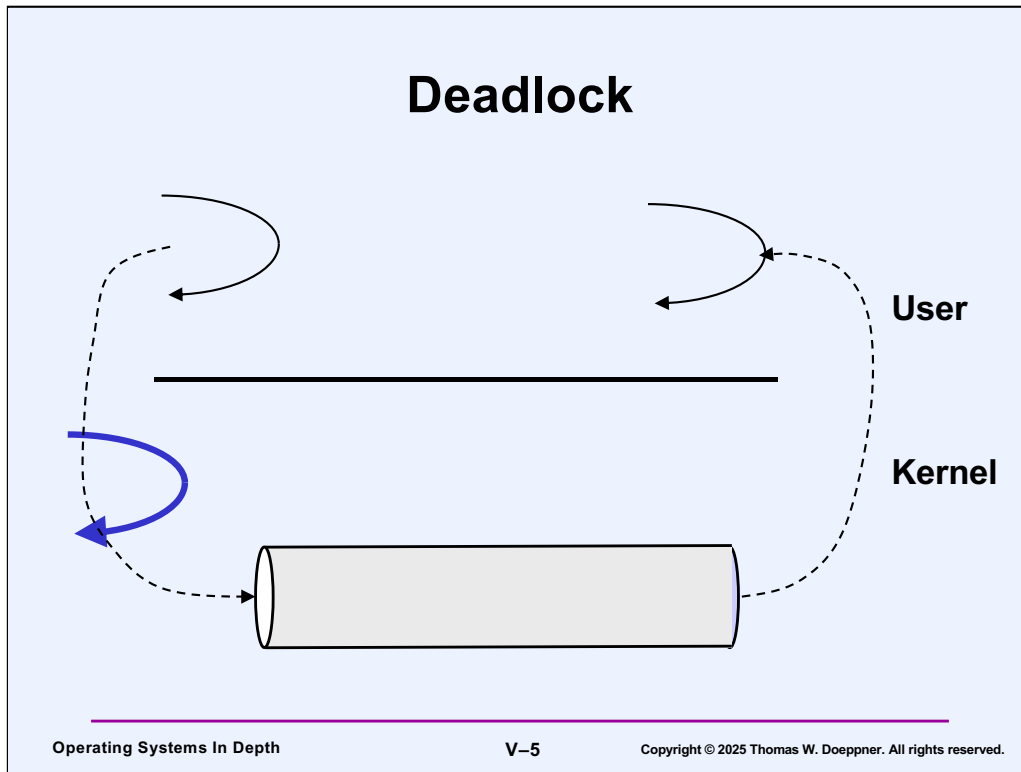 Deadlock
User
Kernel
Operating Systems In Depth
V–5
Copyright © 2025 Thomas W. Doeppner. All rights reserved.